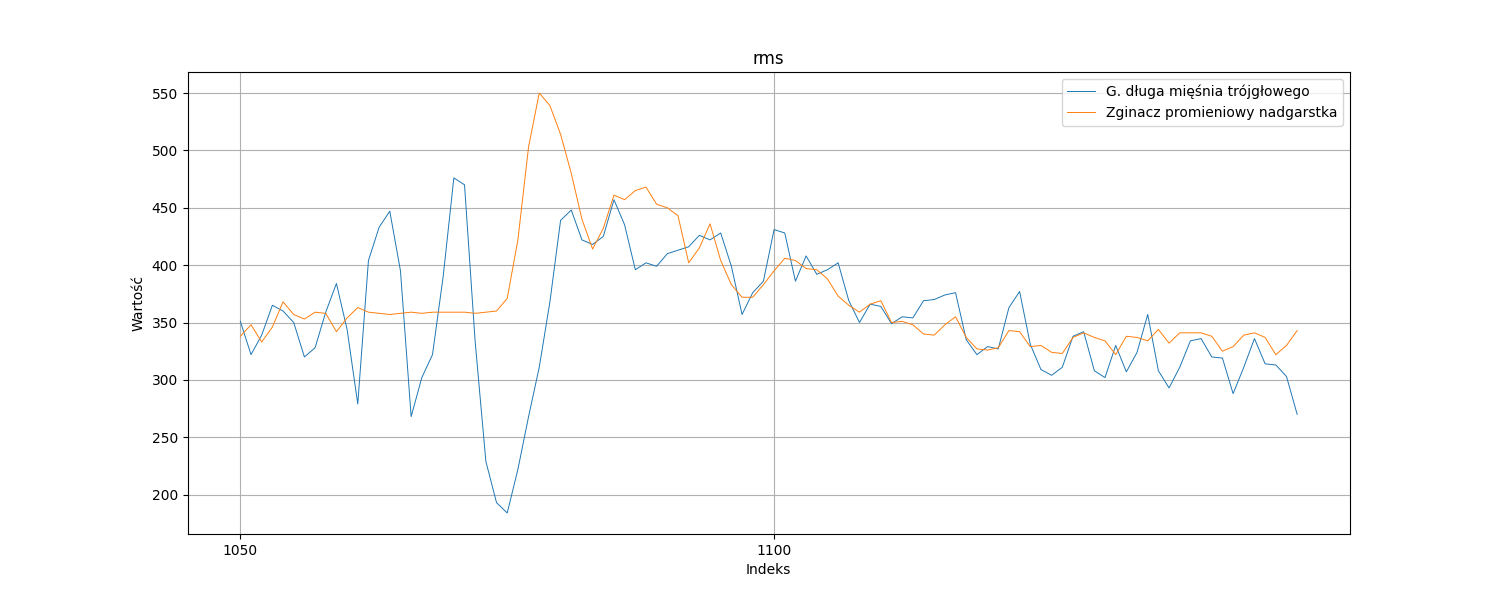 rms
G. długa mięśnia trójgłowego
Zginacz promieniowy nadgarstka
550
500
450
400
350
300
250
200
Wartość
1050
1100
Indeks